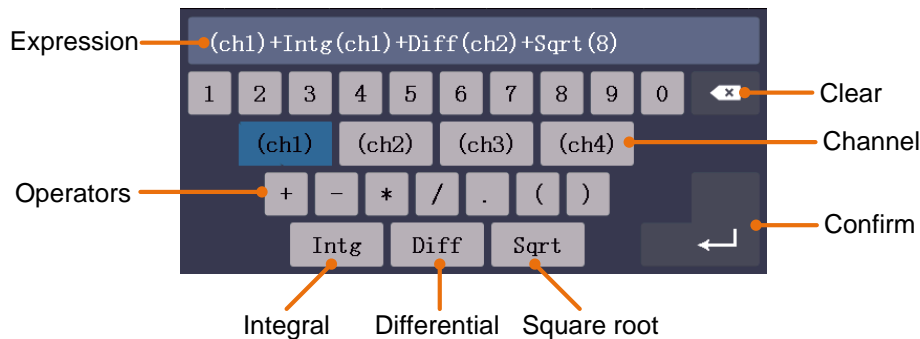 Expression
(ch1)+Intg(ch1)+Diff(ch2)+Sqrt(8)
1 2 3 4 5 6 7 8 9 0
Clear
(ch1) (ch2) (ch3) (ch4)
Channel
Operators
+ - * / . ( )
Confirm
Intg Diff Sqrt
Integral Differential Square root